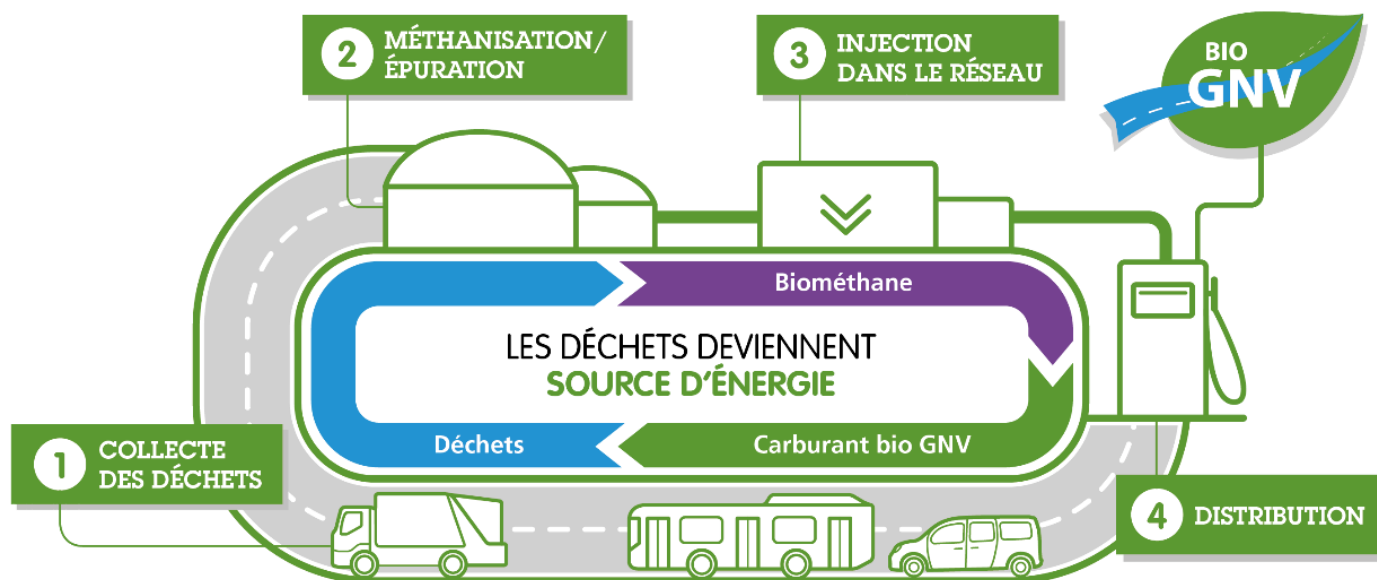 2 MÉTHANISATION/
ÉPURATION
3 INJECTION
DANS LE RÉSEAU
BIO
GNV
Biométhane
LES DÉCHETS DEVIENNENT
SOURCE D'ÉNERGIE
Déchets
Carburant bio GNV
1 COLLECTE
DES DÉCHETS
4 DISTRIBUTION